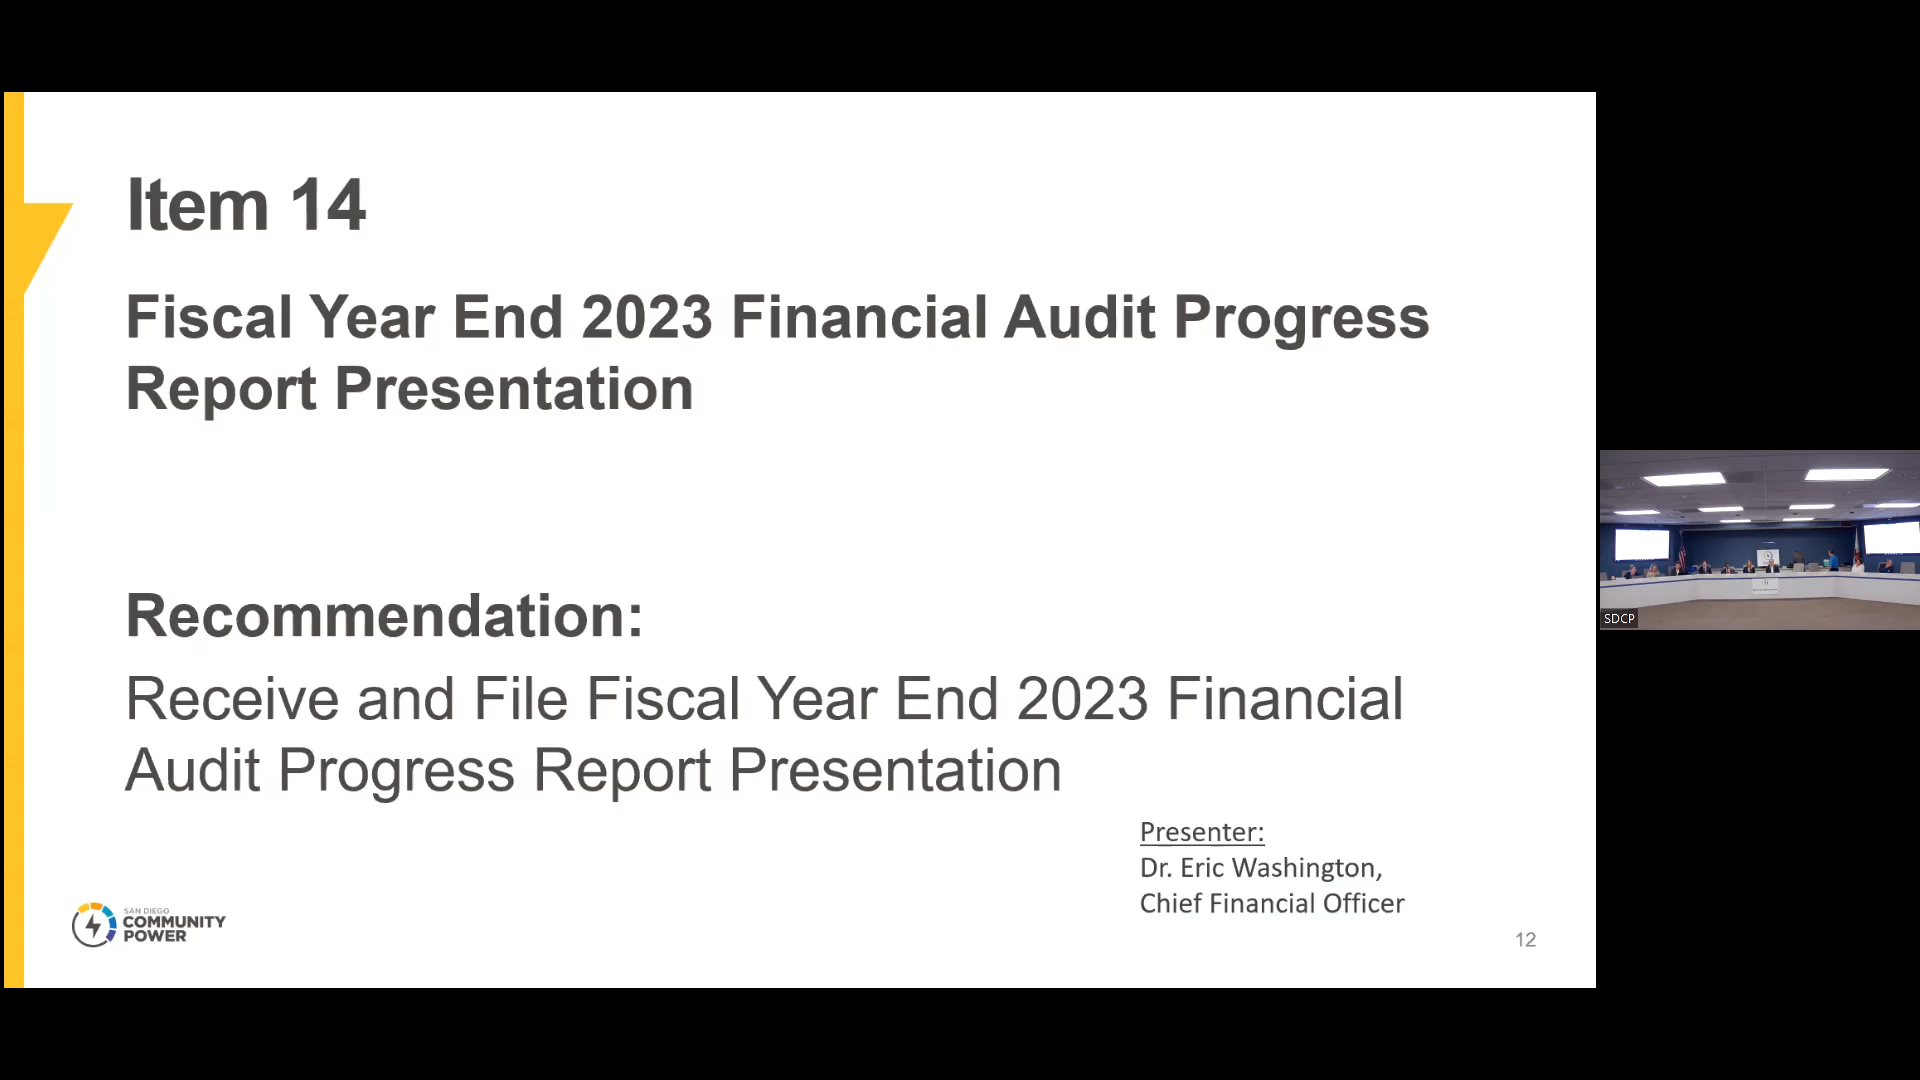 Item 14
Fiscal Year End 2023 Financial Audit Progress
Report Presentation
Recommendation:
Receive and File Fiscal Year End 2023 Financial
Audit Progress Report Presentation
Presenter:
Dr. Eric Washington,
Chief Financial Officer
SAN DIEGO
COMMUNITY
POWER
12
SDCP